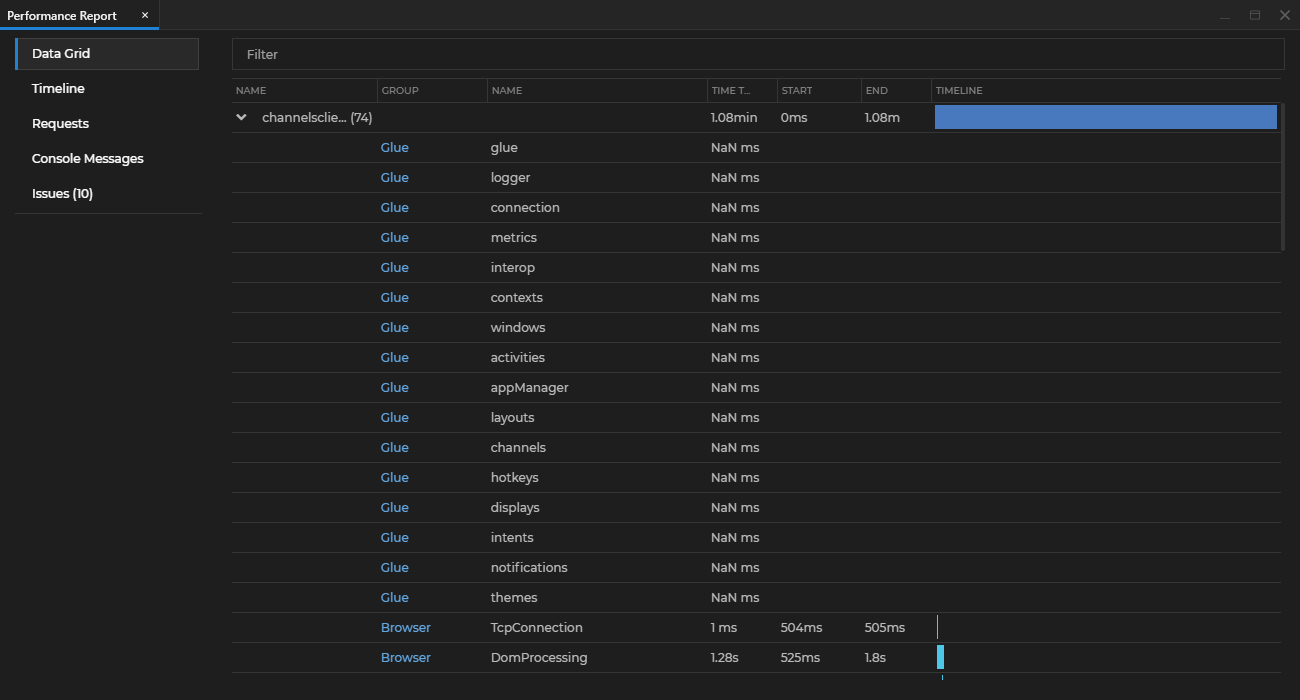 Performance Report ×
Data Grid
Timeline
Requests
Console Messages
Issues (10)
Filter
NAME GROUP NAME TIME T... START END TIMELINE
channelsclie... (74) 1.08min 0ms 1.08m
Glue glue NaN ms
Glue logger NaN ms
Glue connection NaN ms
Glue metrics NaN ms
Glue interop NaN ms
Glue contexts NaN ms
Glue windows NaN ms
Glue activities NaN ms
Glue appManager NaN ms
Glue layouts NaN ms
Glue channels NaN ms
Glue hotkeys NaN ms
Glue displays NaN ms
Glue intents NaN ms
Glue notifications NaN ms
Glue themes NaN ms
Browser TcpConnection 1 ms 504ms 505ms
Browser DomProcessing 1.28s 525ms 1.8s